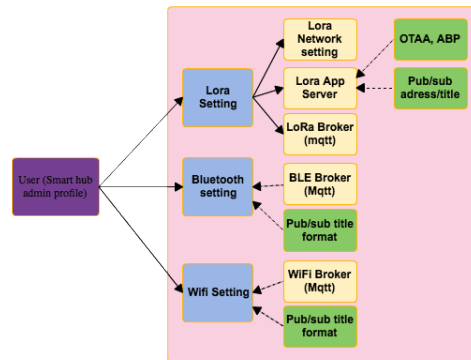 Lora
Network
setting
OTAA, ABP
Lora
Setting
Lora App
Server
Pub/sub
adress/title
LoRa Broker
(mqtt)
User (Smart hub
admin profile)
Bluetooth
setting
BLE Broker
(Mqtt)
Pub/sub title
format
Wifi Setting
WiFi Broker
(Mqtt)
Pub/sub title
format